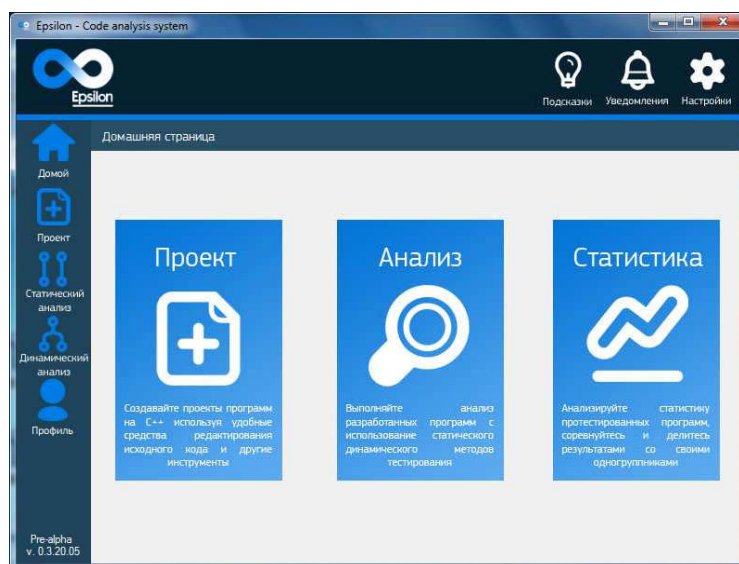 Epsilon - Code analysis system
Epsilon
Подсказки
Уведомления
Настройки
Домашняя страница
Домой
Проект
Статический
анализ
Динамический
анализ
Профиль
Pre-alpha
v. 0.3.20.05
Проект
Создавайте проекты программ
на C++ используя удобные
средства редактирования
исходного кода и другие
инструменты
Анализ
Выполняйте анализ
разработанных программ с
использование статического
динамического методов
тестирования
Статистика
Анализируйте статистику
протестированных программ,
соревнуйтесь и делитесь
результатами со своими
одногруппниками